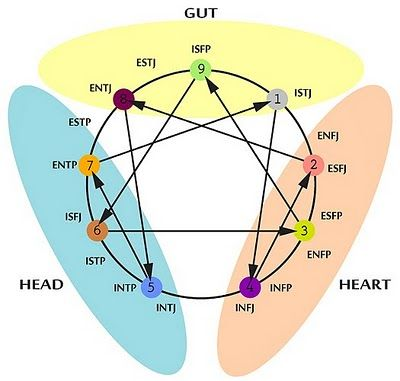 GUT
ISFP
9
ESTJ
ENTJ
8
1
ISTJ
ESTP
ENFJ
ENTP
7
2
ESFJ
ISFJ
6
ESFP
3
ENFP
ISTP
HEAD
INTP
5
4
INFP
HEART
INTJ
INFJ